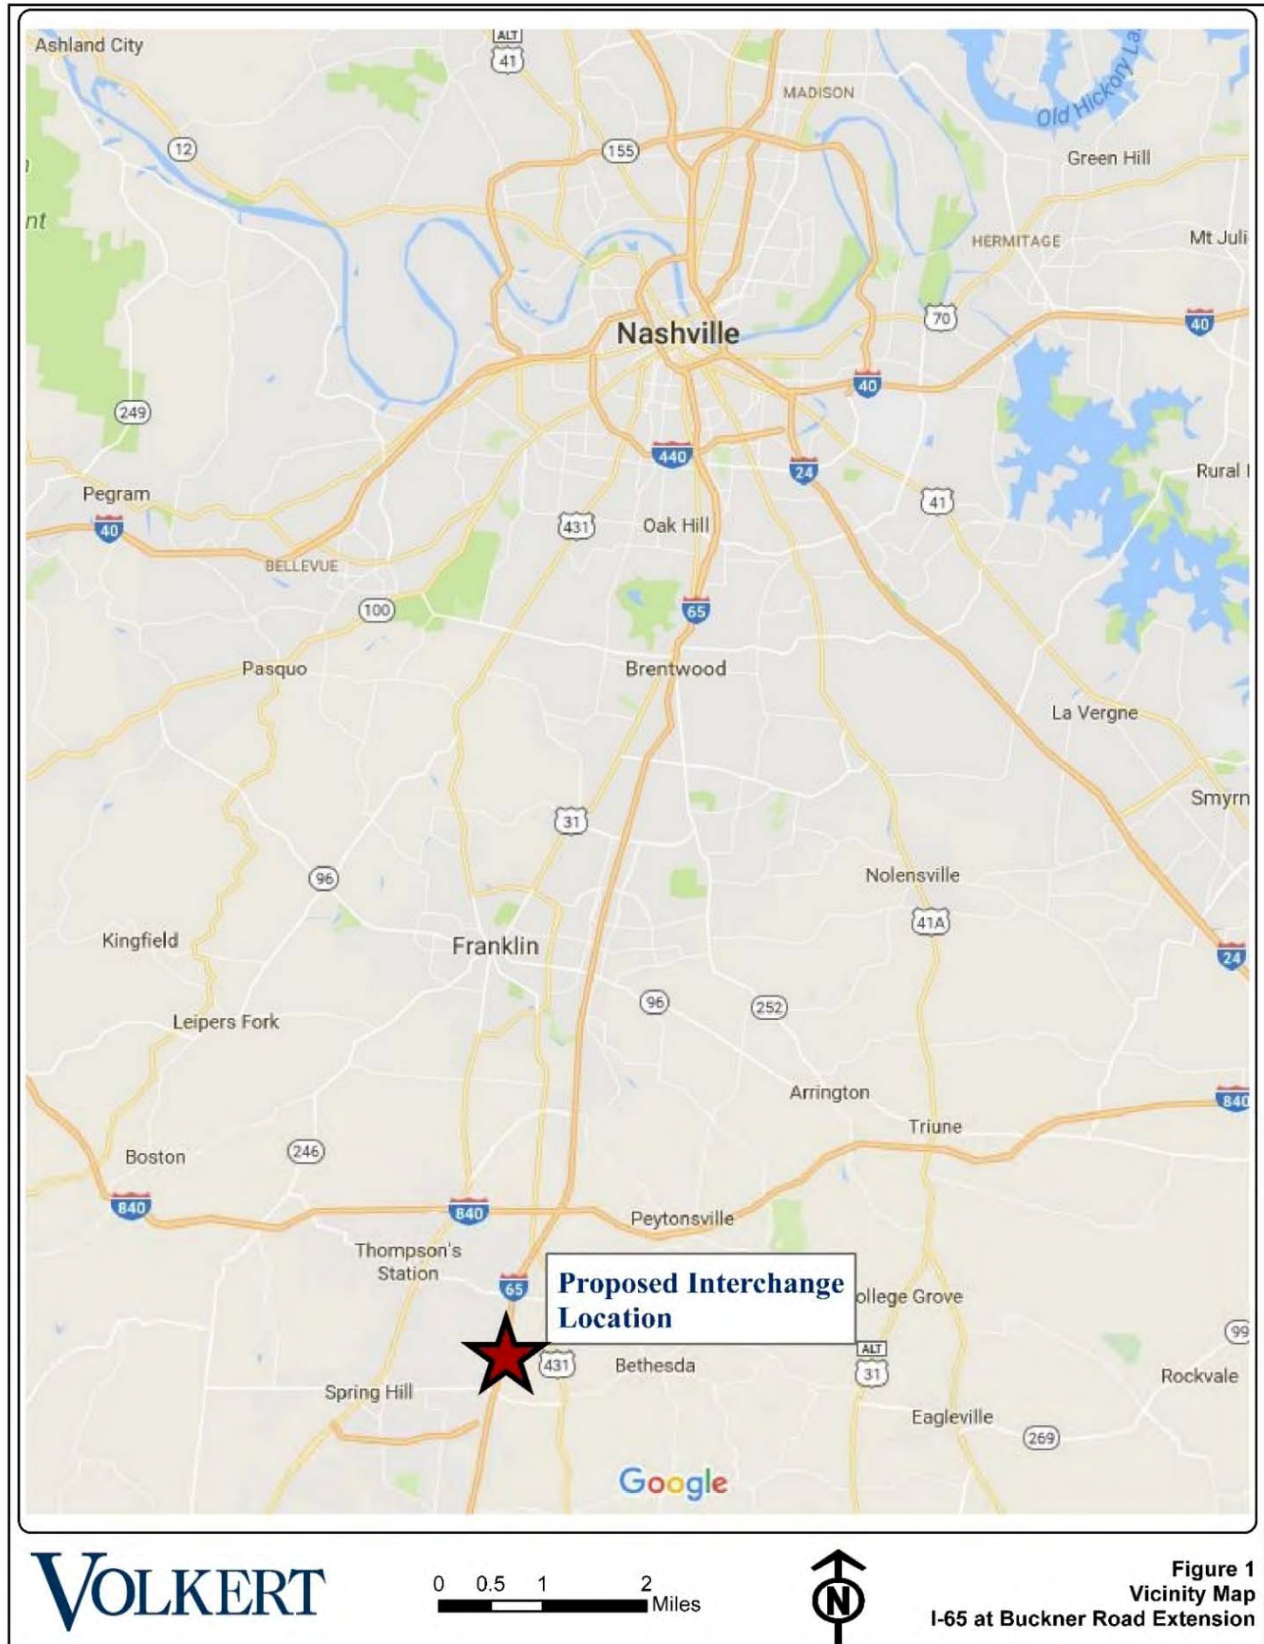 Ashland City
ALT
41
MADISON
Old Hickory La
12
155
Green Hill
nt
HERMITAGE
Mt Juli
70
40
Nashville
40
249
440
24
Pegram
Rural
41
40
431
Oak Hill
BELLEVUE
100
65
Pasquo
Brentwood
La Vergne
Smyrn
31
96
Nolensville
41A
Kingfield
Franklin
24
96
252
Leipers Fork
Arrington
840
Triune
246
Boston
840
840
Peytonsville
Thompson's
Station
65
Proposed Interchange
Location
ollege Grove
99
431
Bethesda
ALT
31
Rockvale
Spring Hill
Eagleville
269
Google
VOLKERT
0 0.5 1 2
Miles
N
Figure 1
Vicinity Map
I-65 at Buckner Road Extension